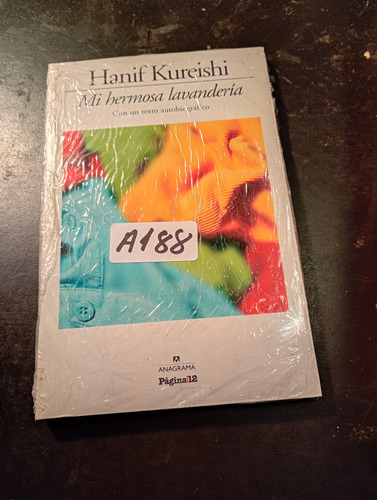 Hanif Kureishi
Mi hermosa lavandería
Con un texto autobiográfico
A188
ANAGRAMA
Página/12